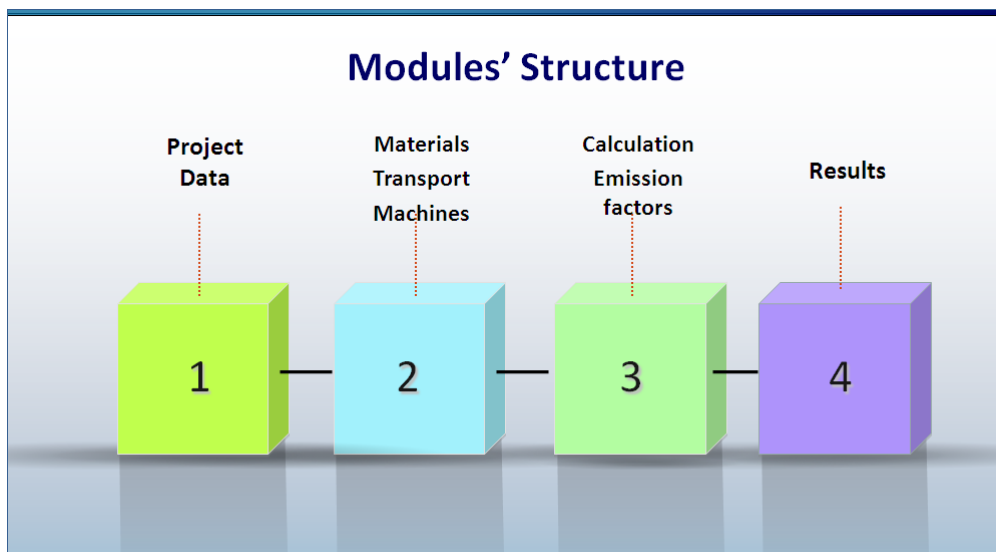 Modules’ Structure
Project
Data
Materials
Transport
Machines
Calculation
Emission
factors
Results
1
2
3
4